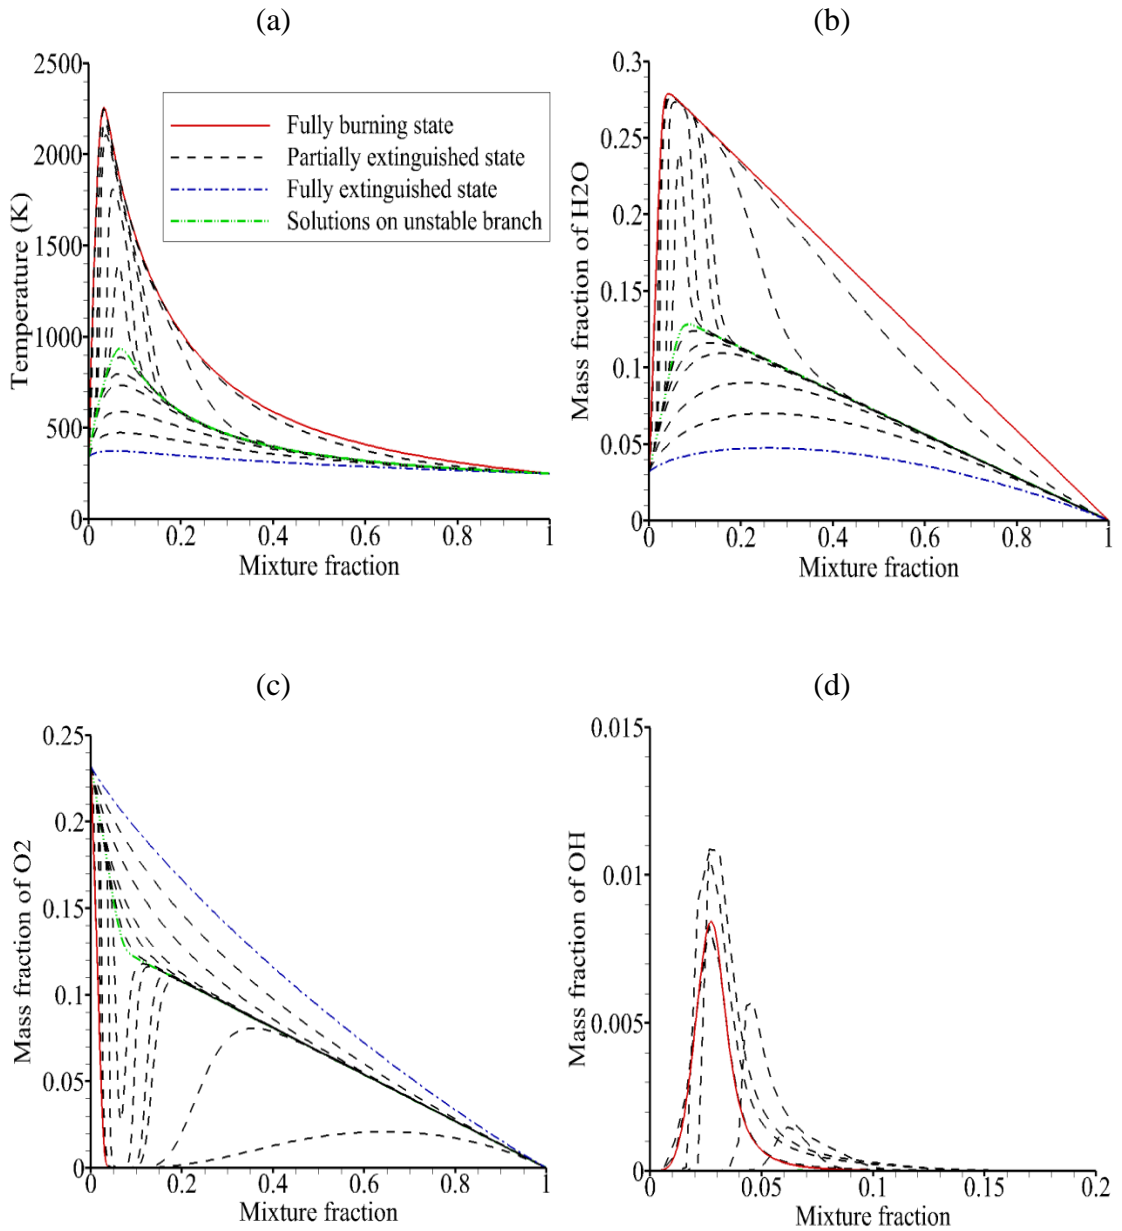 (a)
2500
2000
1500
1000
500
0
Temperature (K)
Fully burning state
Partially extinguished state
Fully extinguished state
Solutions on unstable branch
0 0.2 0.4 0.6 0.8 1
Mixture fraction
(b)
0.3
0.25
0.2
0.15
0.1
0.05
0
Mass fraction of H2O
0 0.2 0.4 0.6 0.8 1
Mixture fraction
(c)
0.25
0.2
0.15
0.1
0.05
0
Mass fraction of O2
0 0.2 0.4 0.6 0.8 1
Mixture fraction
(d)
0.015
0.01
0.005
0
Mass fraction of OH
0 0.05 0.1 0.15 0.2
Mixture fraction